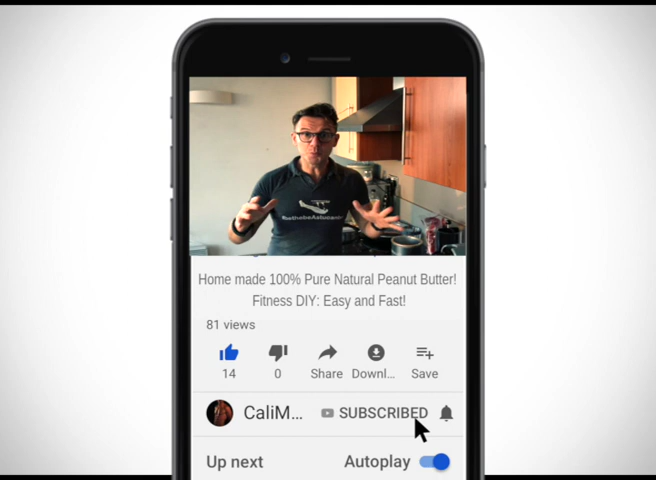 Home made 100% Pure Natural Peanut Butter!
Fitness DIY: Easy and Fast!
81 views
14 0 Share Downl... Save
CaliM... SUBSCRIBED
Up next Autoplay